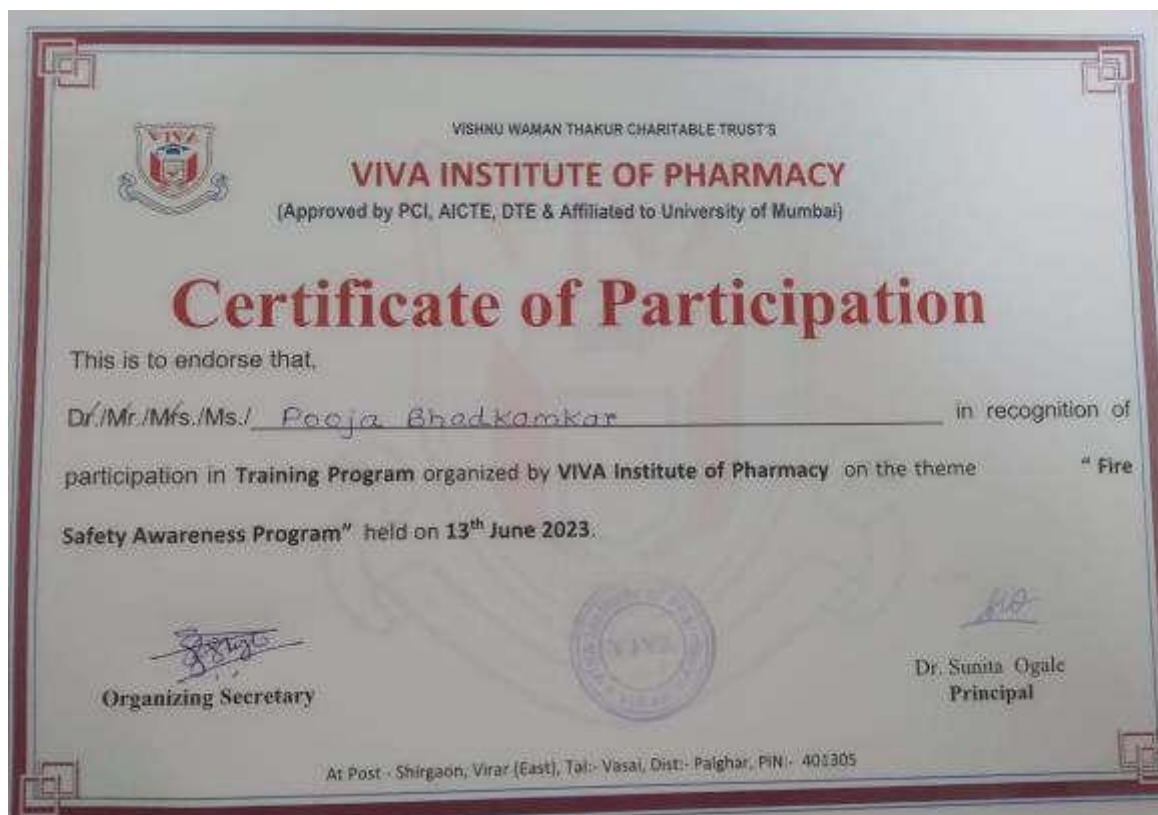 VIVA
VISHNU WAMAN THAKUR CHARITABLE TRUST'S
VIVA INSTITUTE OF PHARMACY
(Approved by PCI, AICTE, DTE & Affiliated to University of Mumbai)
Certificate of Participation
This is to endorse that,
Dr./Mr./Mrs./Ms./ Pooja Bhadkamkar in recognition of
participation in Training Program organized by VIVA Institute of Pharmacy on the theme " Fire
Safety Awareness Program" held on 13th June 2023.
Organizing Secretary
VIVA
Dr. Sunita Ogale
Principal
At Post - Shirgaon, Virar (East), Tal:- Vasai, Dist:- Palghar, PIN:- 401305